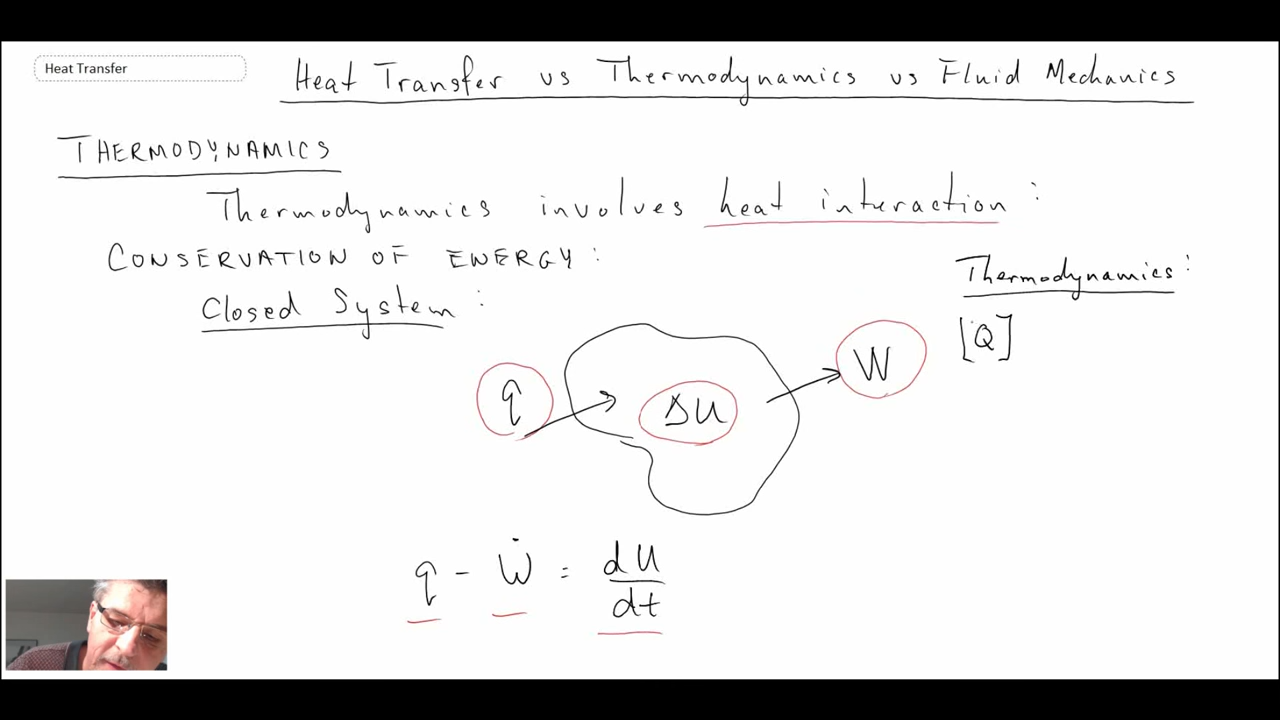 Heat Transfer
Heat Transfer vs Thermodynamics vs Fluid Mechanics
THERMODYNAMICS
Thermodynamics involves heat interaction :
CONSERVATION OF ENERGY :
Closed System :
Thermodynamics :
[Q]
q ΔU W
q - Ẇ = dU/dt